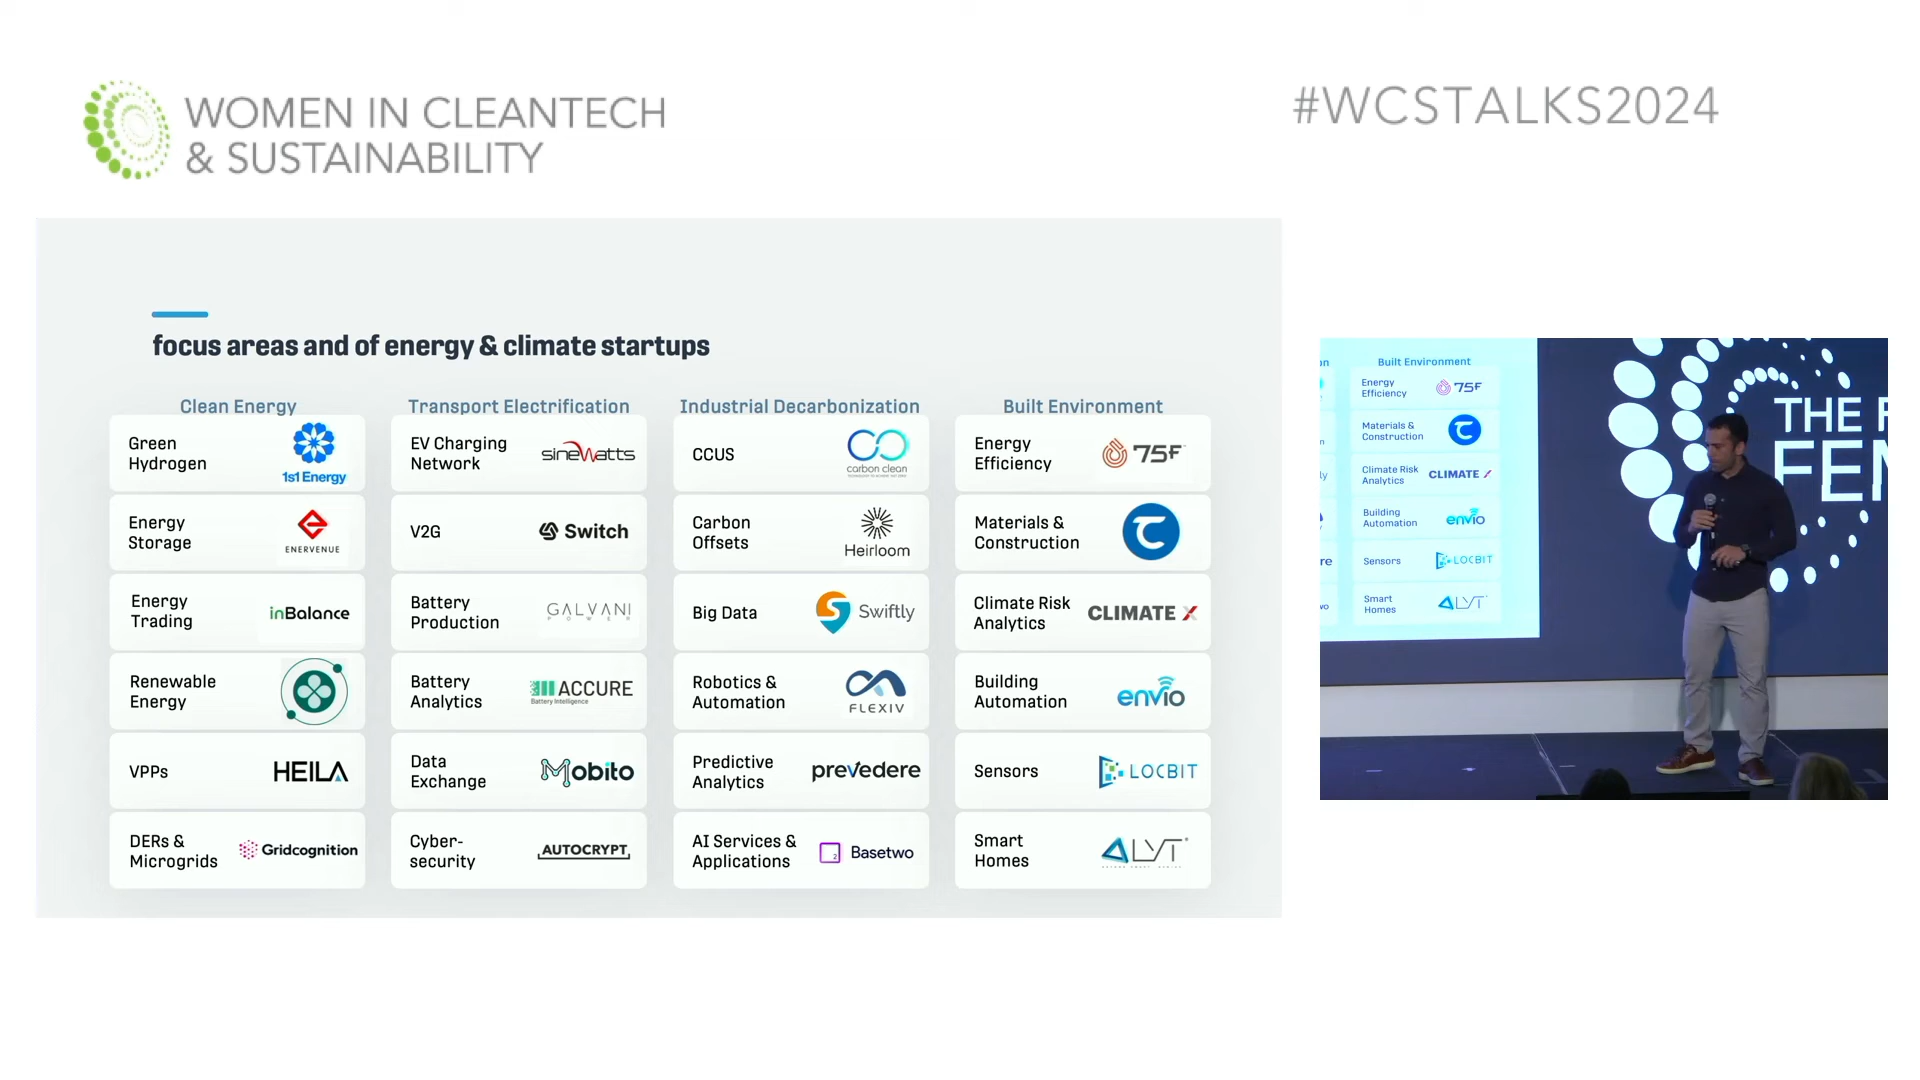 WOMEN IN CLEANTECH
& SUSTAINABILITY
#WCSTALKS2024
focus areas and of energy & climate startups
Clean Energy
Green
Hydrogen
1s1 Energy
Energy
Storage
ENERVENUE
Energy
Trading
inBalance
Renewable
Energy
VPPs
HEILA
DERs &
Microgrids
Gridcognition
Transport Electrification
EV Charging
Network
sinewatts
V2G
Switch
Battery
Production
GALVANI
POWER
Battery
Analytics
ACCURE
Battery Intelligence
Data
Exchange
Mobito
Cyber-
security
AUTOCRYPT
Industrial Decarbonization
CCUS
carbon clean
Carbon
Offsets
Heirloom
Big Data
Swiftly
Robotics &
Automation
FLEXIV
Predictive
Analytics
prevedere
AI Services &
Applications
2
Basetwo
Built Environment
Energy
Efficiency
75F
Materials &
Construction
Climate Risk
Analytics
CLIMATE X
Building
Automation
envio
Sensors
LOCBIT
Smart
Homes
ALYT
Built Environment
Energy
Efficiency
75F
Materials &
Construction
Climate Risk
Analytics
CLIMATE X
Building
Automation
envio
Sensors
LOCBIT
Smart
Homes
ALYT
THE F
FEM